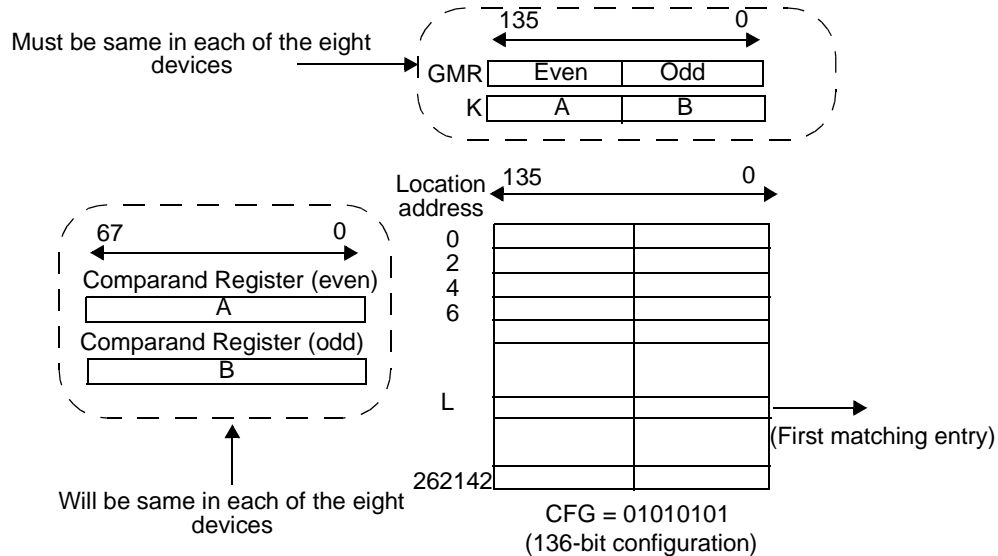 135 0
Must be same in each of the eight
devices
GMR Even Odd
K A B
Location
address
135 0
67 0
Comparand Register (even)
A
Comparand Register (odd)
B
0
2
4
6
L
(First matching entry)
262142
Will be same in each of the eight
devices
CFG = 01010101
(136-bit configuration)